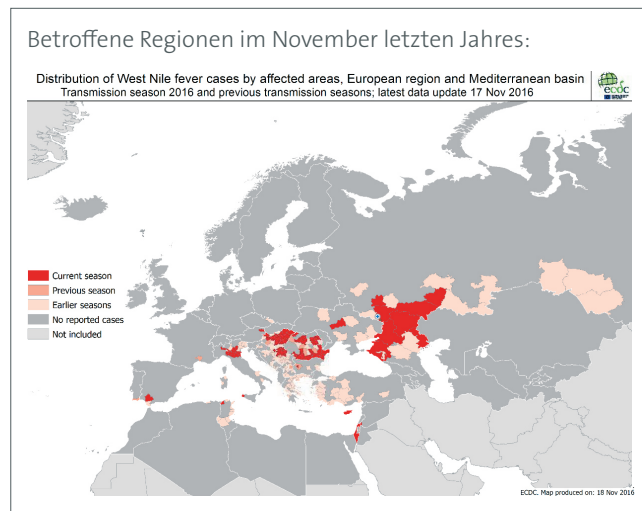 Betroffene Regionen im November letzten Jahres:
Distribution of West Nile fever cases by affected areas, European region and Mediterranean basin
Transmission season 2016 and previous transmission seasons; latest data update 17 Nov 2016
ecdc
Current season
Previous season
Earlier seasons
No reported cases
Not included
ECDC. Map produced on: 18 Nov 2016